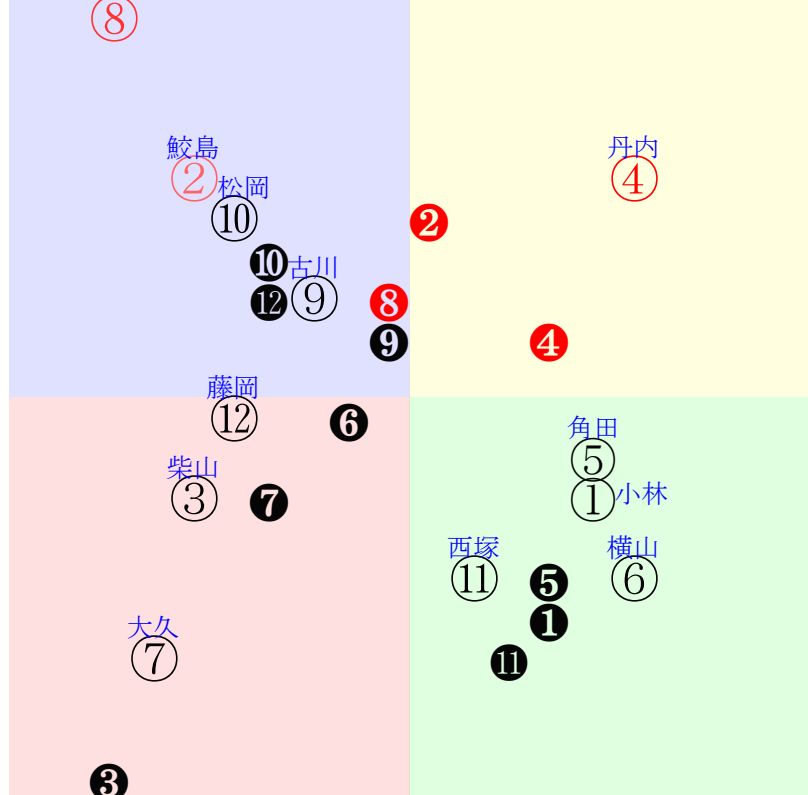 ⑧
鮫島
丹内
②
④
松岡
⑩
❷
❿
古川
⓬
⑨
❽
❾
❹
藤岡
⑫
❻
角田
⑤
柴山
③
❼
①
小林
西塚
横山
⑪
❺
⑥
❶
大久
⑦
⓫
❸